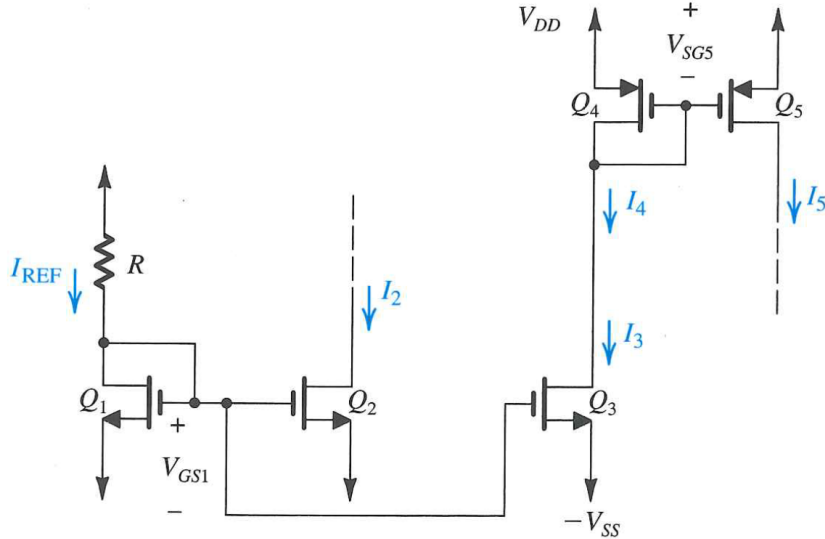 V_DD
+
V_SG5
−
Q_4
Q_5
I_4
I_5
I_REF
R
I_2
I_3
Q_1
+
V_GS1
−
Q_2
Q_3
−V_SS